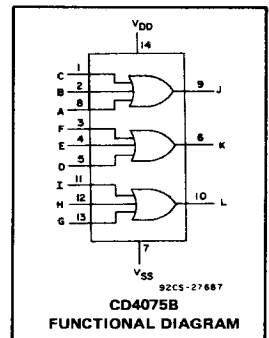 VDD
14
C 1
B 2
A 8
9 J
F 3
E 4
D 5
6 K
I 11
H 12
G 13
10 L
7
VSS
92CS-27687
CD4075B
FUNCTIONAL DIAGRAM